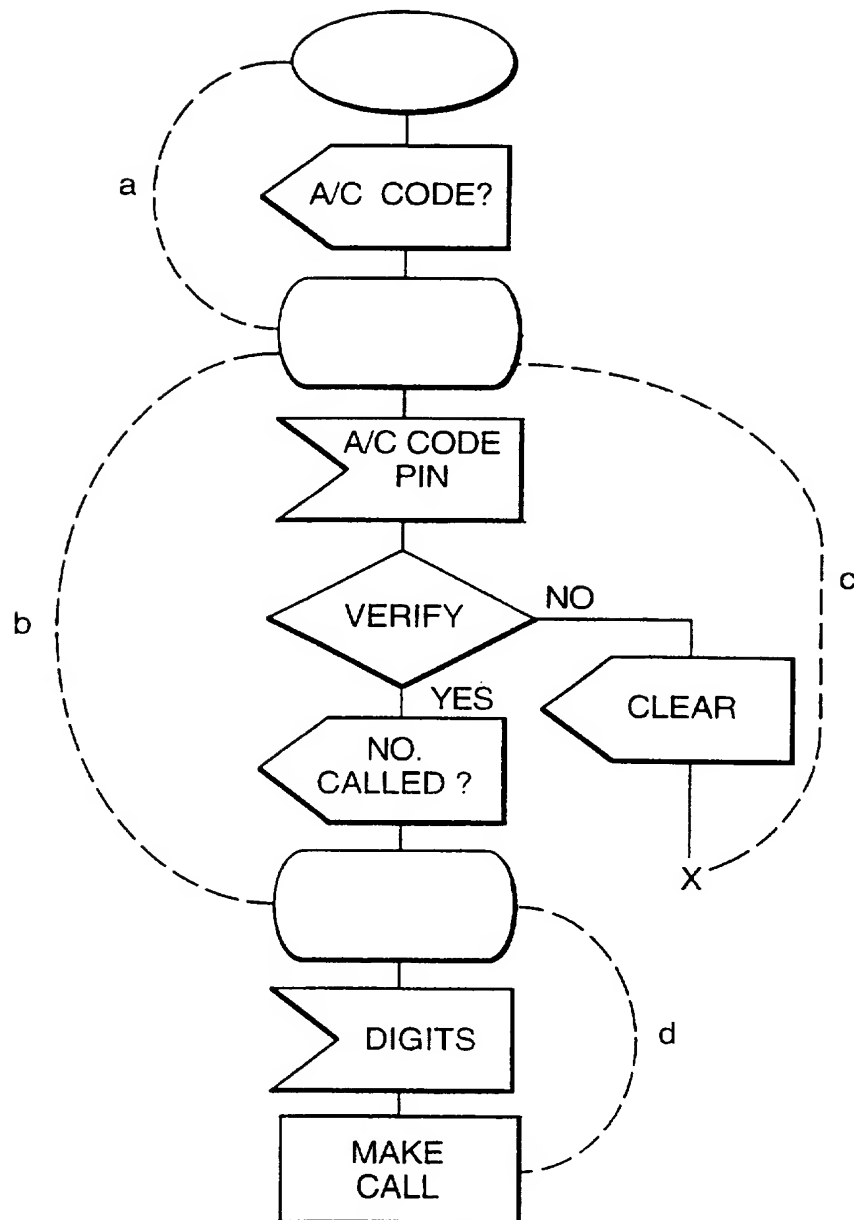 a
A/C CODE?
A/C CODE
PIN
b
c
VERIFY
NO
YES
CLEAR
NO.
CALLED ?
X
DIGITS
d
MAKE
CALL